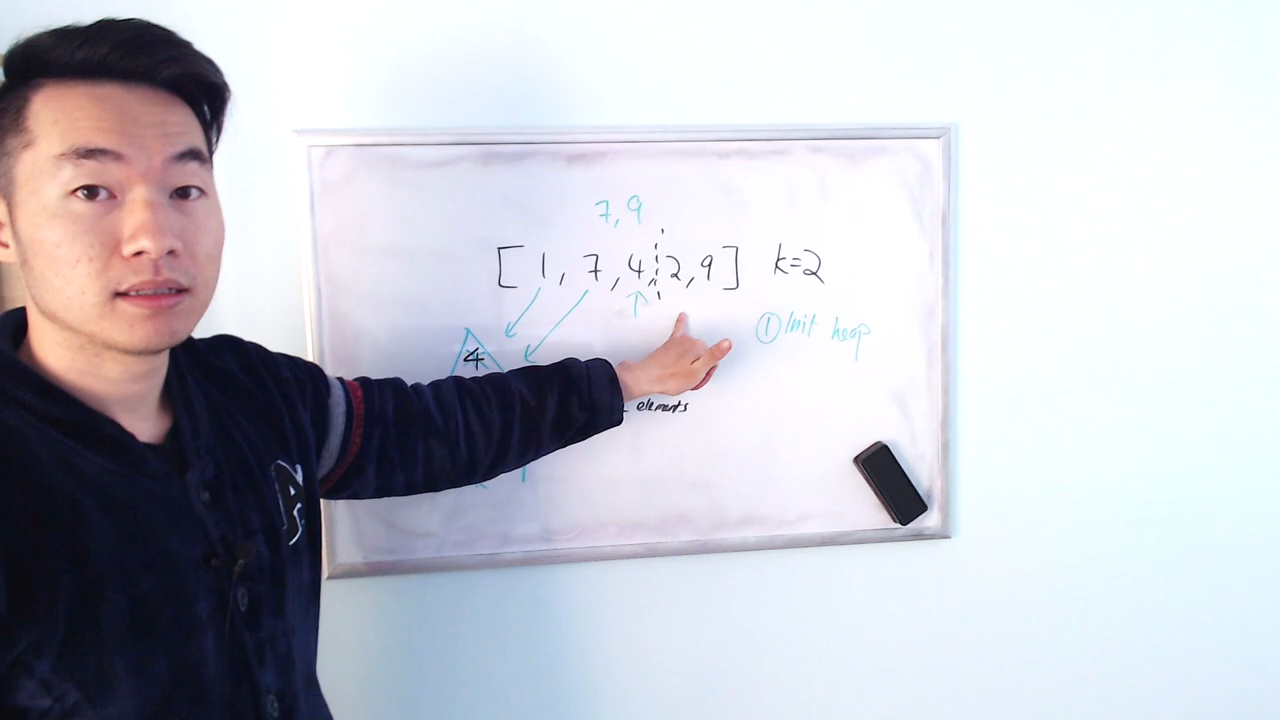 7, 9
[ 1, 7, 4, 2, 9 ] k=2
① Init heap
4
elements
A